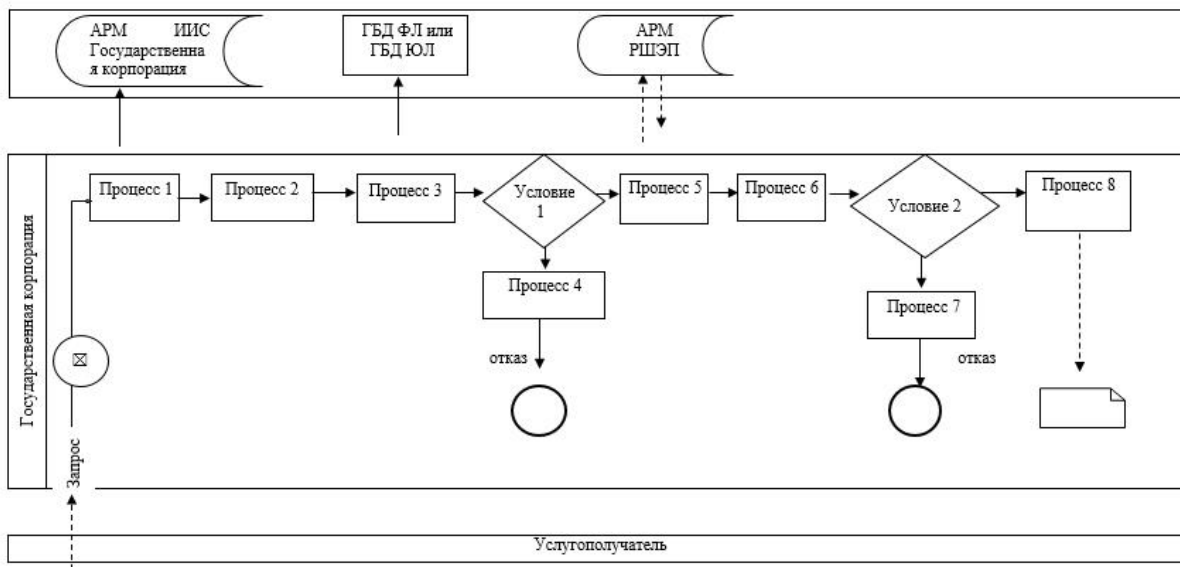 АРМ ИИС
Государственна
я корпорация
ГБД ФЛ или
ГБД ЮЛ
АРМ
РШЭП
Государственная корпорация
Процесс 1
Процесс 2
Процесс 3
Условие
1
Процесс 5
Процесс 6
Условие 2
Процесс 8
Процесс 4
Процесс 7
отказ
отказ
Запрос
Услугополучатель